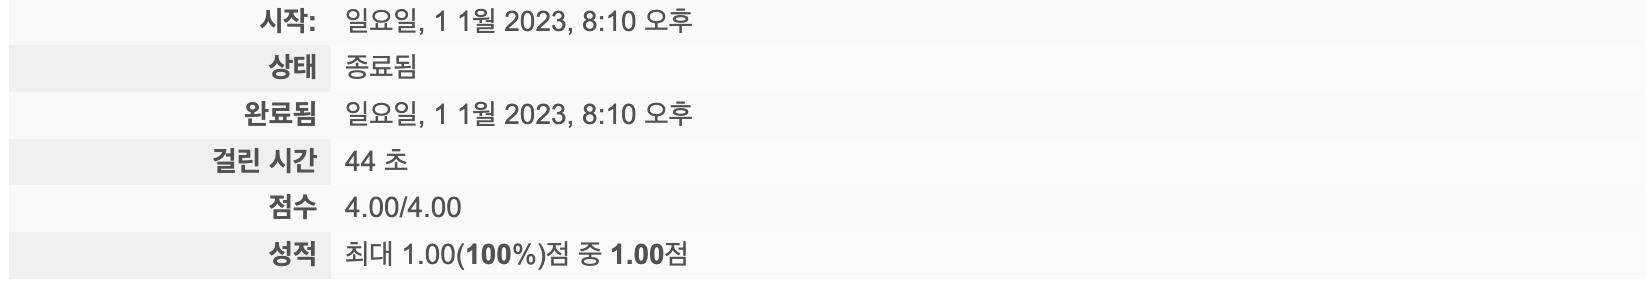 시작: 일요일, 1 1월 2023, 8:10 오후
상태 종료됨
완료됨 일요일, 1 1월 2023, 8:10 오후
걸린 시간 44 초
점수 4.00/4.00
성적 최대 1.00(100%)점 중 1.00점